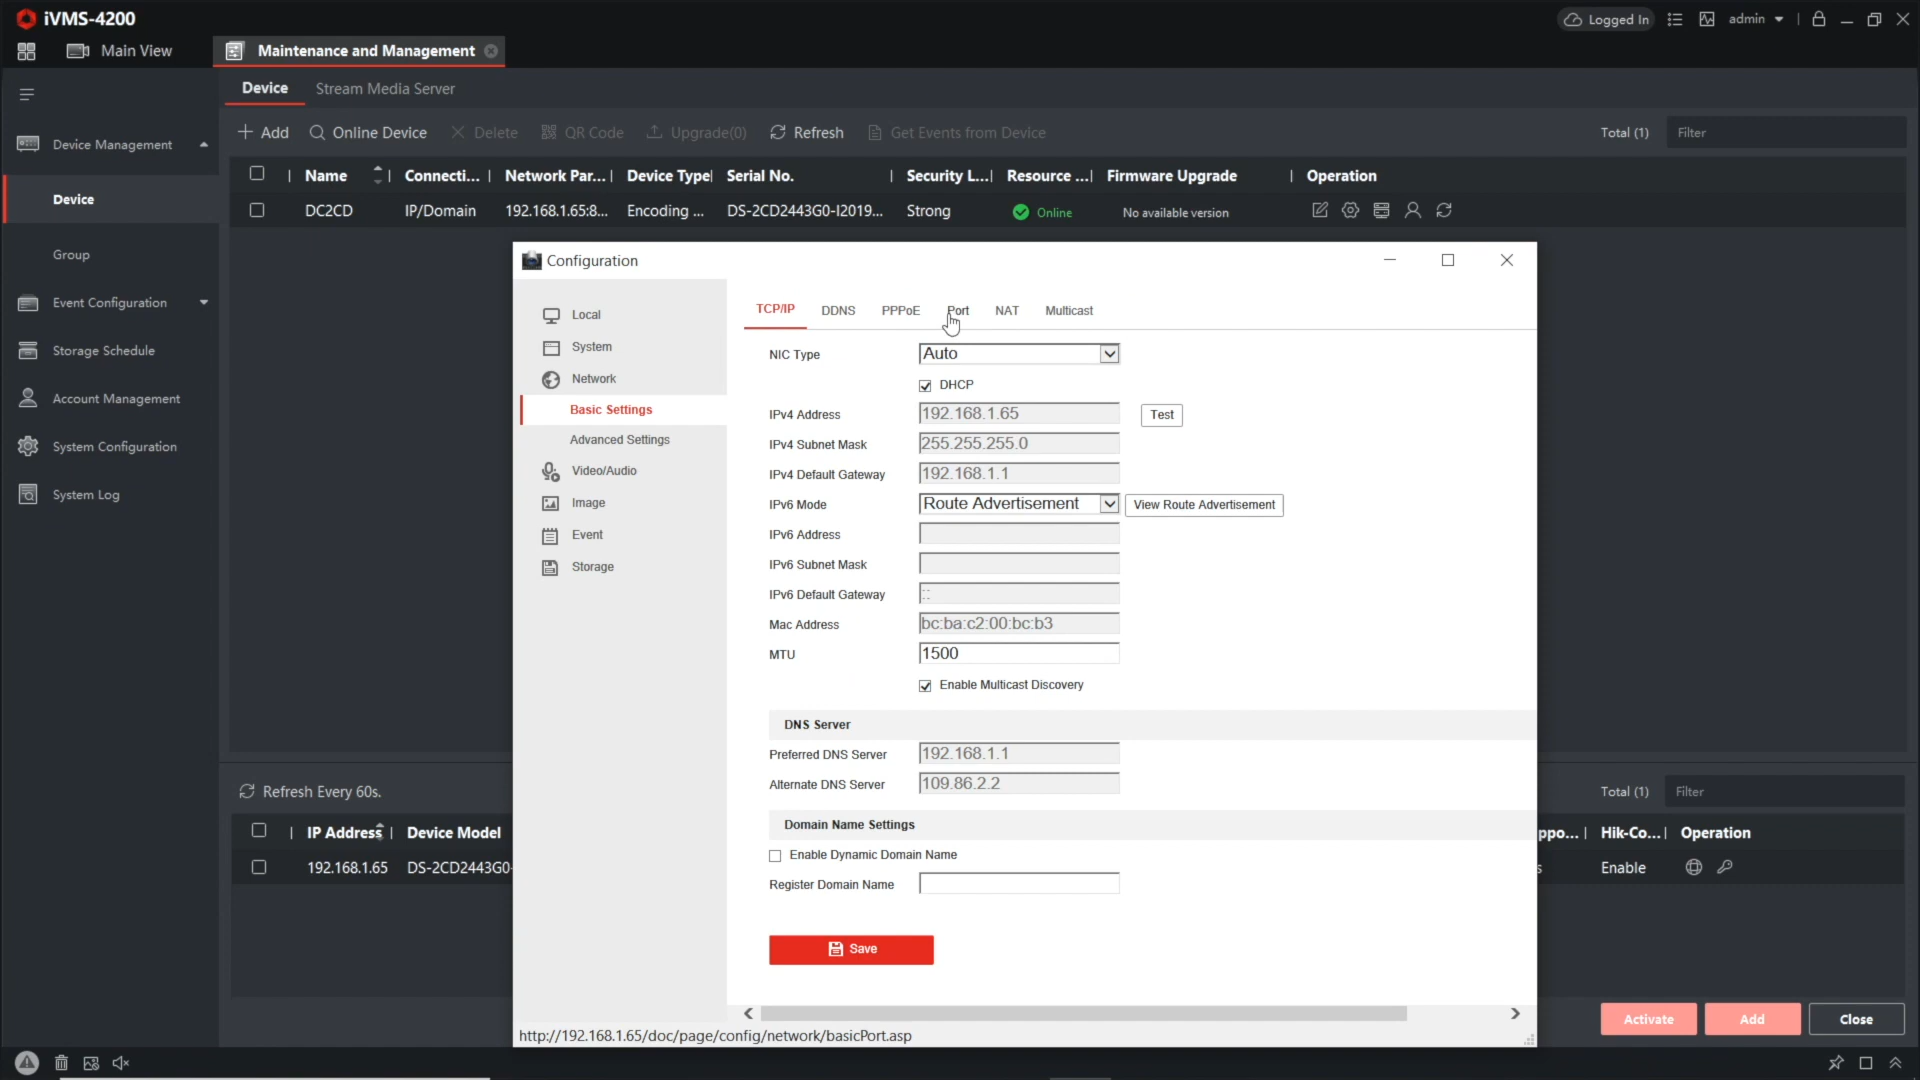 iVMS-4200
Logged In
admin
Main View
Maintenance and Management
Device
Stream Media Server
Add
Online Device
Delete
QR Code
Upgrade(0)
Refresh
Get Events from Device
Total (1)
Filter
Device Management
Device
Group
Event Configuration
Storage Schedule
Account Management
System Configuration
System Log
Name
Connecti...
Network Par...
Device Type
Serial No.
Security L...
Resource ...
Firmware Upgrade
Operation
DC2CD
IP/Domain
192.168.1.65:8...
Encoding ...
DS-2CD2443G0-I2019...
Strong
Online
No available version
Configuration
Local
System
Network
Basic Settings
Advanced Settings
Video/Audio
Image
Event
Storage
TCP/IP
DDNS
PPPoE
Port
NAT
Multicast
NIC Type
Auto
DHCP
IPv4 Address
192.168.1.65
Test
IPv4 Subnet Mask
255.255.255.0
IPv4 Default Gateway
192.168.1.1
IPv6 Mode
Route Advertisement
View Route Advertisement
IPv6 Address
IPv6 Subnet Mask
IPv6 Default Gateway
::
Mac Address
bc:ba:c2:00:bc:b3
MTU
1500
Enable Multicast Discovery
DNS Server
Preferred DNS Server
192.168.1.1
Alternate DNS Server
109.86.2.2
Domain Name Settings
Enable Dynamic Domain Name
Register Domain Name
Save
http://192.168.1.65/doc/page/config/network/basicPort.asp
Refresh Every 60s.
Total (1)
Filter
IP Address
Device Model
ppo...
Hik-Co...
Operation
192.168.1.65
DS-2CD2443G0-
s
Enable
Activate
Add
Close